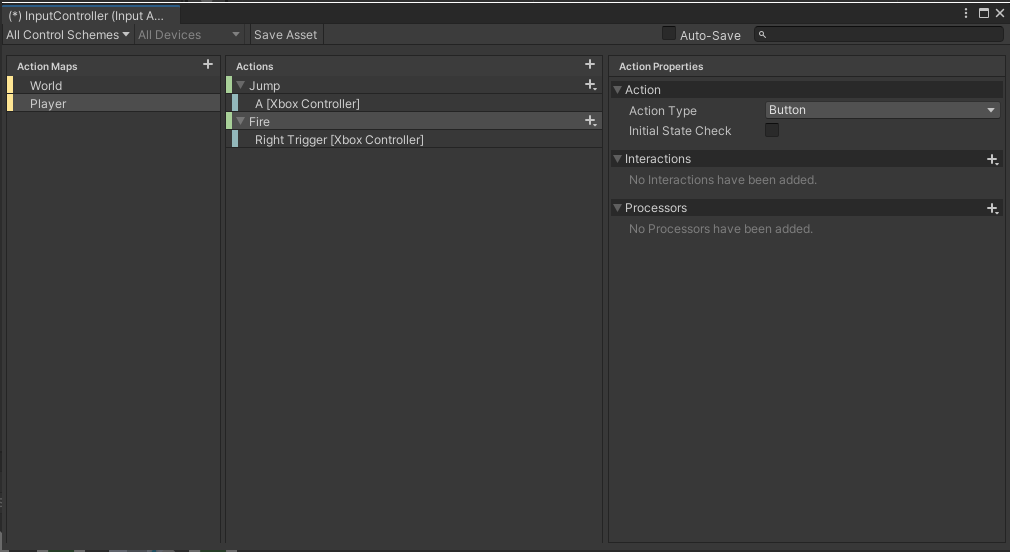 (*) InputController (Input A...
All Control Schemes All Devices Save Asset Auto-Save
Action Maps
World
Player
Actions
Jump
A [Xbox Controller]
Fire
Right Trigger [Xbox Controller]
Action Properties
Action
Action Type Button
Initial State Check
Interactions
No Interactions have been added.
Processors
No Processors have been added.